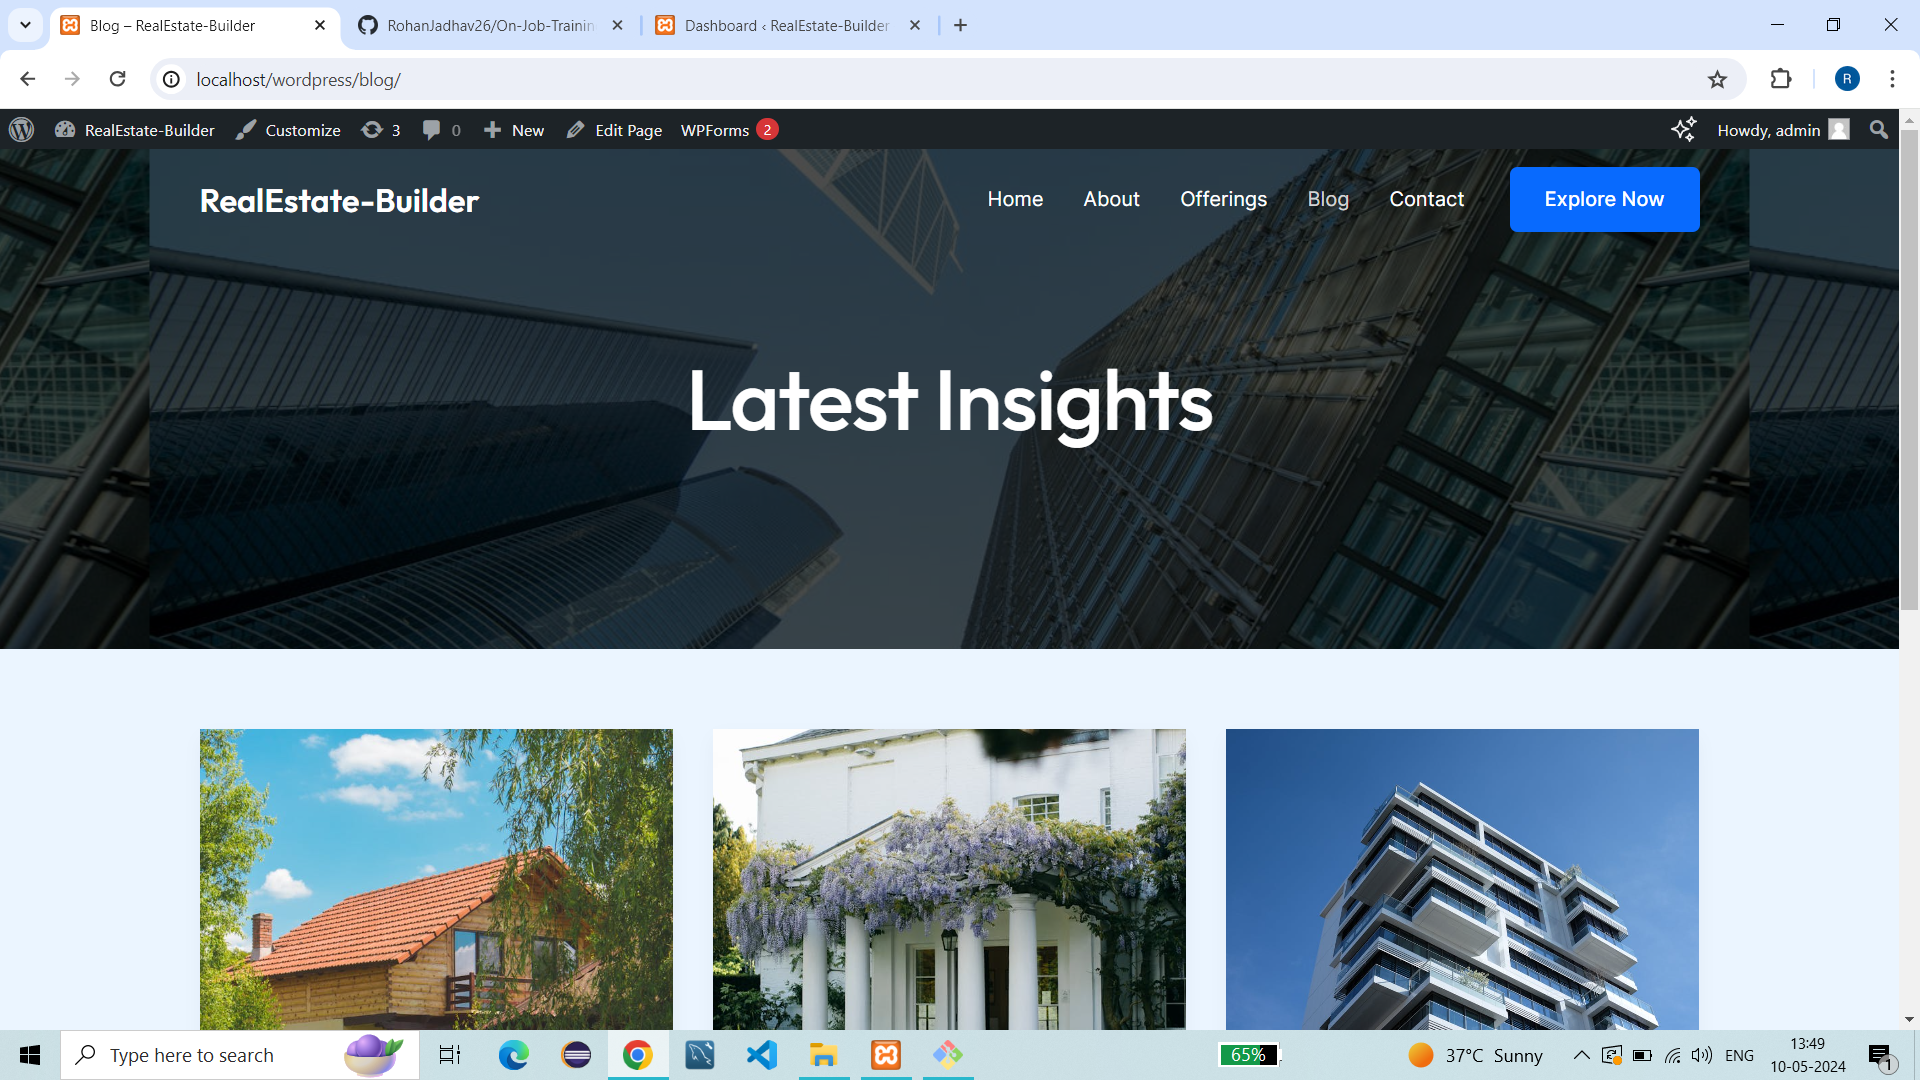 Blog – RealEstate-Builder
RohanJadhav26/On-Job-Trainin
Dashboard ‹ RealEstate-Builder
localhost/wordpress/blog/
R
RealEstate-Builder
Customize
3
0
New
Edit Page
WPForms 2
Howdy, admin
RealEstate-Builder
Home
About
Offerings
Blog
Contact
Explore Now
Latest Insights
Type here to search
65%
37°C Sunny
ENG
13:49
10-05-2024
1